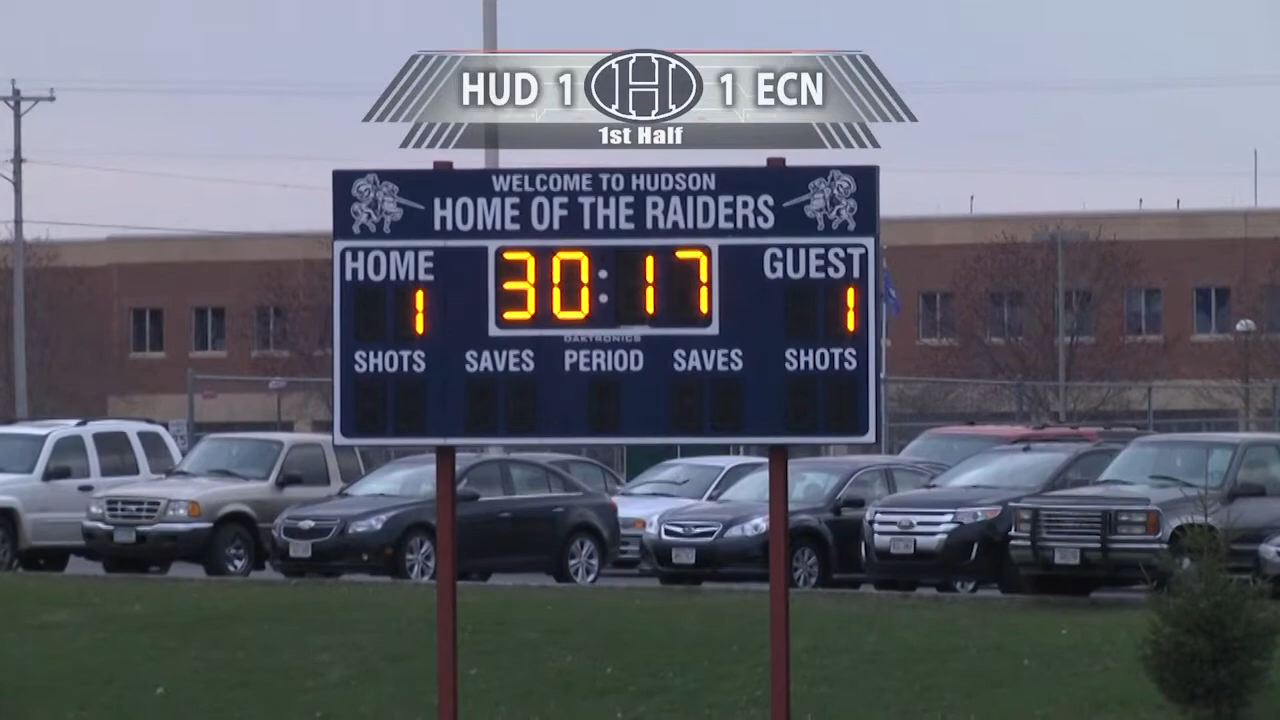 HUD 1 H 1 ECN
1st Half
WELCOME TO HUDSON
HOME OF THE RAIDERS
HOME 30:17 GUEST
1 1
DAKTRONICS
SHOTS SAVES PERIOD SAVES SHOTS